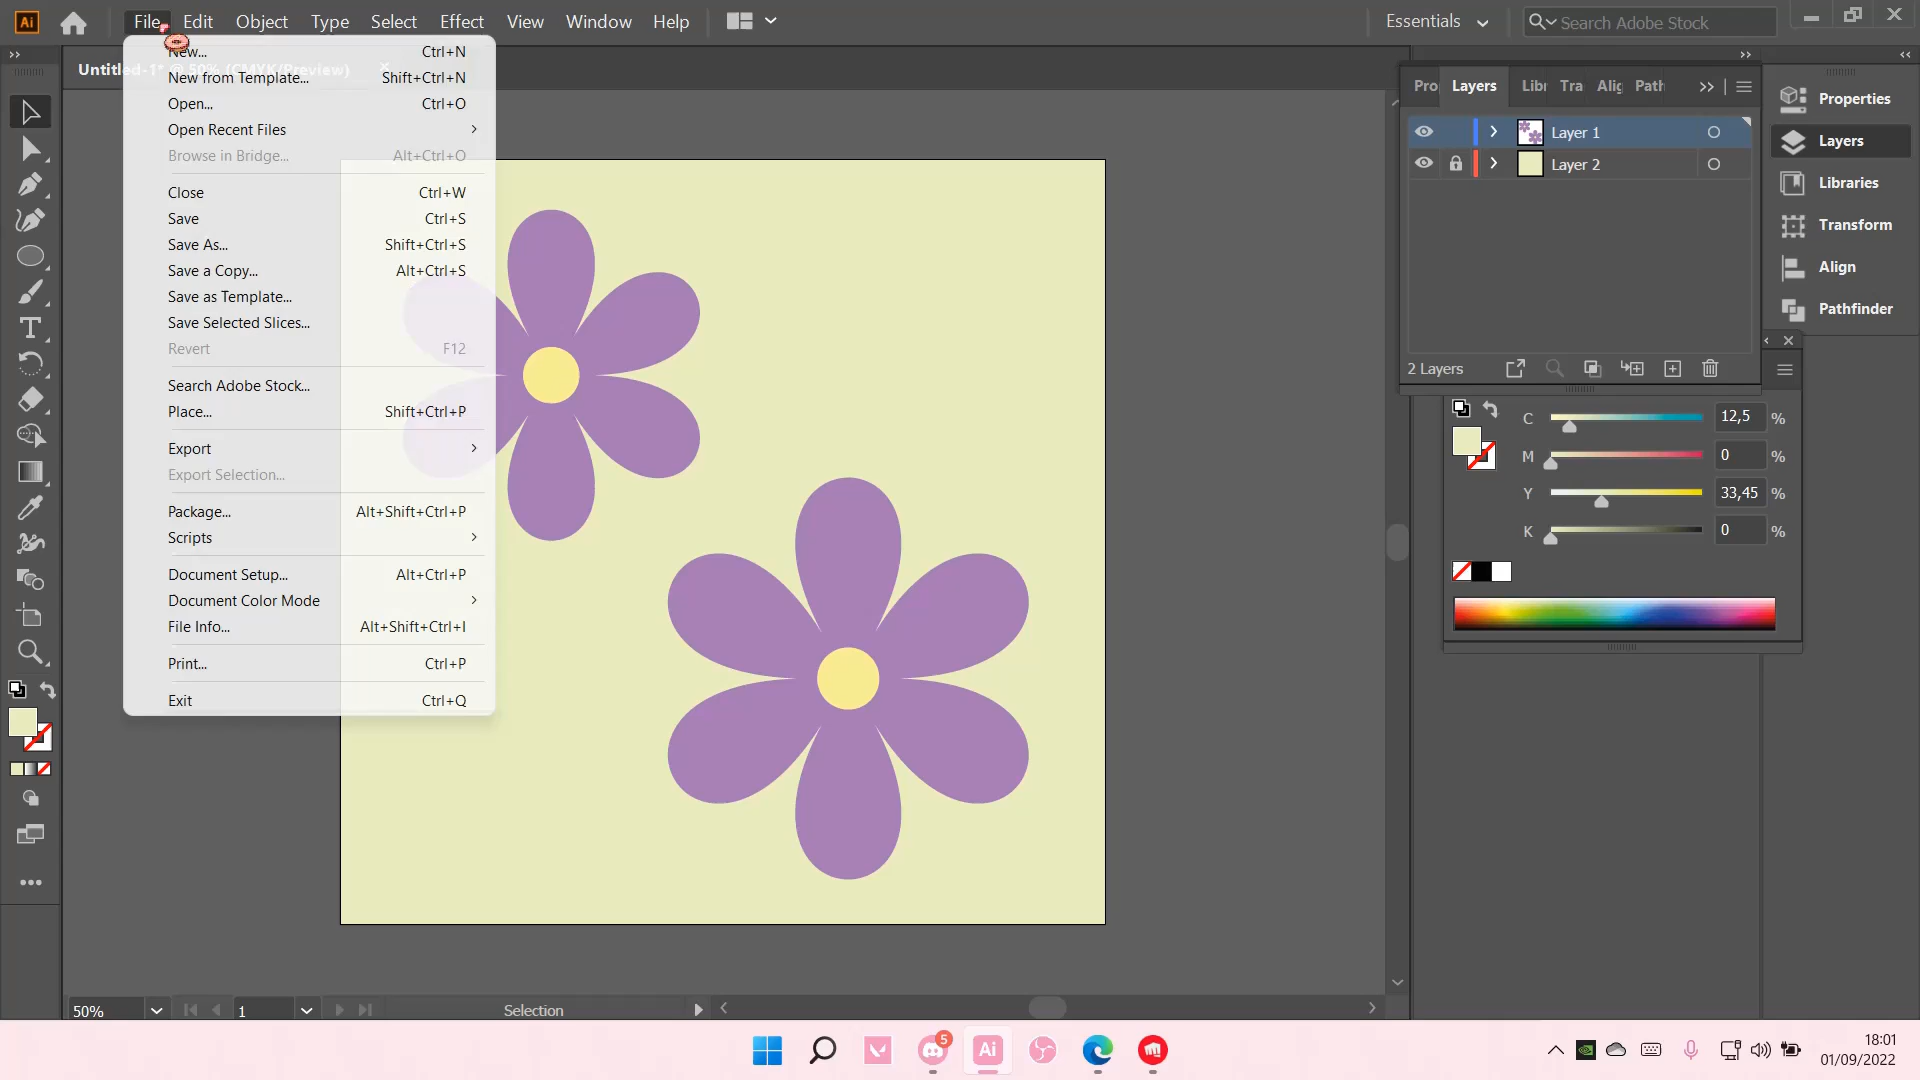 Ai File Edit Object Type Select Effect View Window Help Essentials Search Adobe Stock
Untitled-1* @ 50% (CMYK/Preview)
New... Ctrl+N
New from Template... Shift+Ctrl+N
Open... Ctrl+O
Open Recent Files
Browse in Bridge... Alt+Ctrl+O
Close Ctrl+W
Save Ctrl+S
Save As... Shift+Ctrl+S
Save a Copy... Alt+Ctrl+S
Save as Template...
Save Selected Slices...
Revert F12
Search Adobe Stock...
Place... Shift+Ctrl+P
Export
Export Selection...
Package... Alt+Shift+Ctrl+P
Scripts
Document Setup... Alt+Ctrl+P
Document Color Mode
File Info... Alt+Shift+Ctrl+I
Print... Ctrl+P
Exit Ctrl+Q
Pro Layers Libr Tra Alig Path
Layer 1
Layer 2
2 Layers
Properties
Layers
Libraries
Transform
Align
Pathfinder
C 12,5 %
M 0 %
Y 33,45 %
K 0 %
50% 1 Selection
5
Ai
18:01
01/09/2022